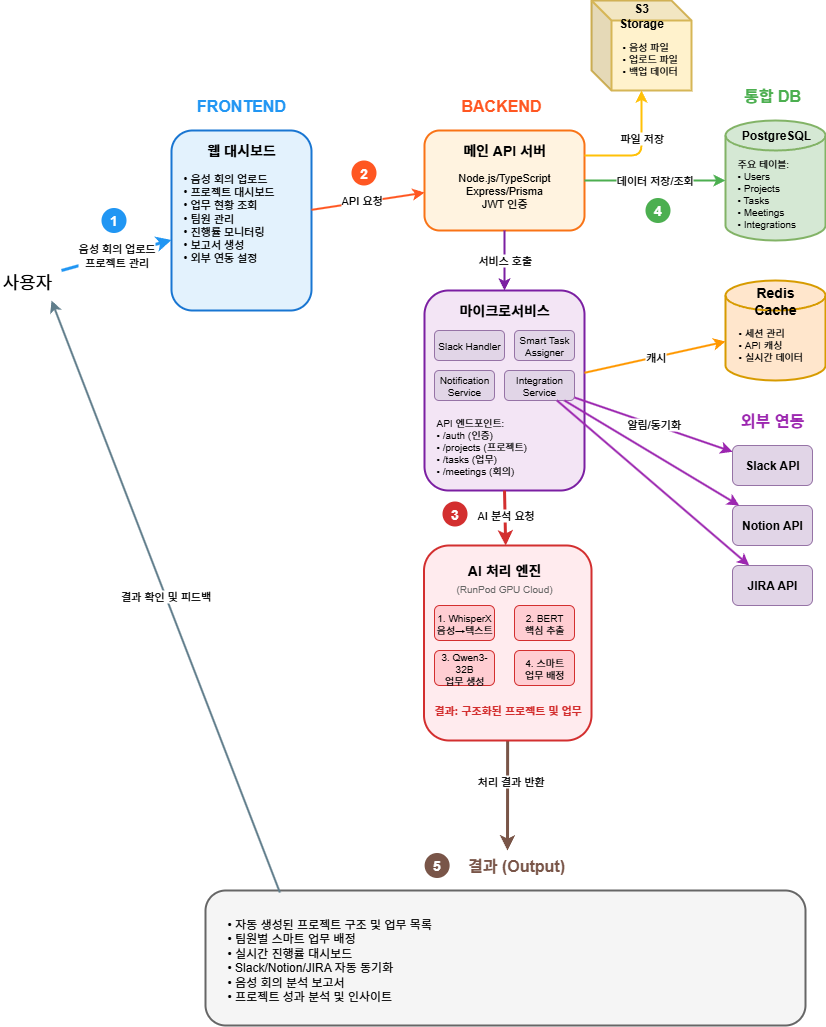 S3
Storage
• 음성 파일
• 업로드 파일
• 백업 데이터
FRONTEND
BACKEND
통합 DB
웹 대시보드
• 음성 회의 업로드
• 프로젝트 대시보드
• 업무 현황 조회
• 팀원 관리
• 진행률 모니터링
• 보고서 생성
• 외부 연동 설정
메인 API 서버
Node.js/TypeScript
Express/Prisma
JWT 인증
파일 저장
PostgreSQL
주요 테이블:
• Users
• Projects
• Tasks
• Meetings
• Integrations
2
API 요청
데이터 저장/조회
4
1
음성 회의 업로드
프로젝트 관리
사용자
서비스 호출
마이크로서비스
Slack Handler
Smart Task
Assigner
Notification
Service
Integration
Service
API 엔드포인트:
• /auth (인증)
• /projects (프로젝트)
• /tasks (업무)
• /meetings (회의)
캐시
Redis
Cache
• 세션 관리
• API 캐싱
• 실시간 데이터
외부 연동
알림/동기화
Slack API
Notion API
JIRA API
3
AI 분석 요청
AI 처리 엔진
(RunPod GPU Cloud)
1. WhisperX
음성→텍스트
2. BERT
핵심 추출
3. Qwen3-
32B
업무 생성
4. 스마트
업무 배정
결과: 구조화된 프로젝트 및 업무
결과 확인 및 피드백
처리 결과 반환
5
결과 (Output)
• 자동 생성된 프로젝트 구조 및 업무 목록
• 팀원별 스마트 업무 배정
• 실시간 진행률 대시보드
• Slack/Notion/JIRA 자동 동기화
• 음성 회의 분석 보고서
• 프로젝트 성과 분석 및 인사이트